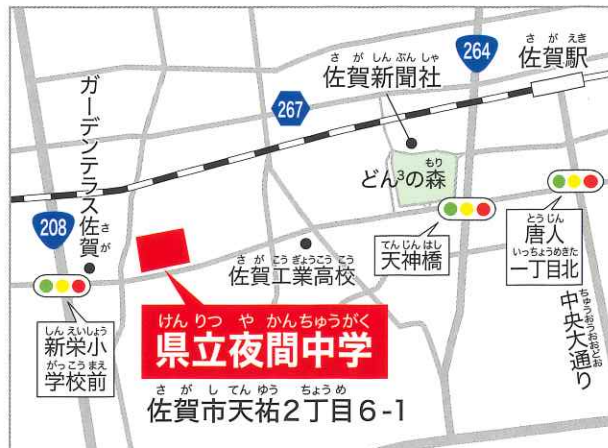 さがえき
佐賀駅
264
さがしんぶんしゃ
佐賀新聞社
267
ガーデンテラス佐賀
さが
もり
どん3の森
208
てんじんはし
天神橋
とうじん
唐人
いっちょうめきた
一丁目北
ちゅうおうおおどお
中央大通り
さがこうぎょうこうこう
佐賀工業高校
しんえいしょう
新栄小
がっこうまえ
学校前
けんりつやかんちゅうがく
県立夜間中学
さがしてんゆうちょうめ
佐賀市天祐2丁目6-1